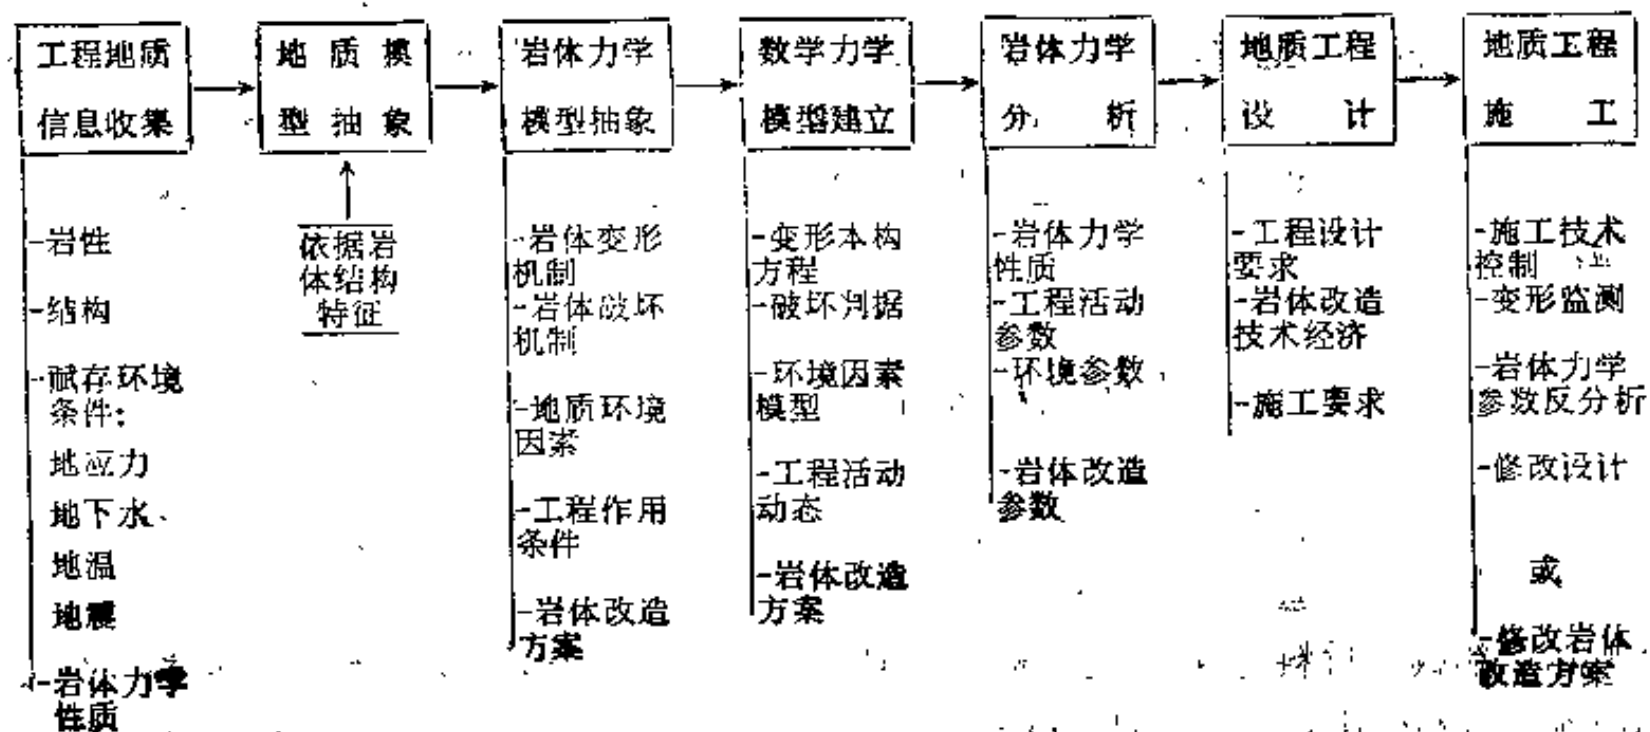 工程地质
信息收集
地质模
型抽象
岩体力学
模型抽象
数学力学
模型建立
岩体力学
分析
地质工程
设计
地质工程
施工
-岩性
-结构
-赋存环境
条件:
地应力
地下水、
地温
地震
-岩体力学
性质
依据岩
体结构
特征
-岩体变形
机制
-岩体破坏
机制
-地质环境
因素
-工程作用
条件
-岩体改造
方案
-变形本构
方程
-破坏判据
-环境因素
模型
-工程活动
动态
-岩体改造
方案
-岩体力学
性质
-工程活动
参数
-环境参数
-岩体改造
参数
-工程设计
要求
-岩体改造
技术经济
-施工要求
-施工技术
控制
-变形监测
-岩体力学
参数反分析
-修改设计
或
-修改岩体
改造方案